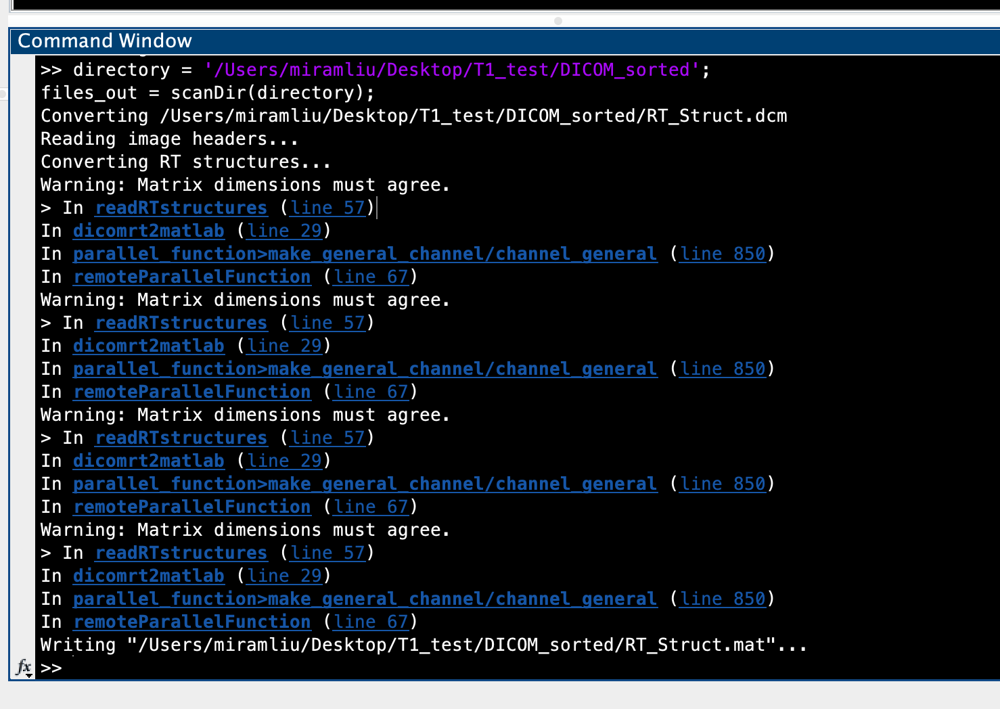 Command Window
>> directory = '/Users/miramliu/Desktop/T1_test/DICOM_sorted';
files_out = scanDir(directory);
Converting /Users/miramliu/Desktop/T1_test/DICOM_sorted/RT_Struct.dcm
Reading image headers...
Converting RT structures...
Warning: Matrix dimensions must agree.
> In readRTstructures (line 57)
In dicomrt2matlab (line 29)
In parallel_function>make_general_channel/channel_general (line 850)
In remoteParallelFunction (line 67)
Warning: Matrix dimensions must agree.
> In readRTstructures (line 57)
In dicomrt2matlab (line 29)
In parallel_function>make_general_channel/channel_general (line 850)
In remoteParallelFunction (line 67)
Warning: Matrix dimensions must agree.
> In readRTstructures (line 57)
In dicomrt2matlab (line 29)
In parallel_function>make_general_channel/channel_general (line 850)
In remoteParallelFunction (line 67)
Warning: Matrix dimensions must agree.
> In readRTstructures (line 57)
In dicomrt2matlab (line 29)
In parallel_function>make_general_channel/channel_general (line 850)
In remoteParallelFunction (line 67)
Writing "/Users/miramliu/Desktop/T1_test/DICOM_sorted/RT_Struct.mat"...
fx >>